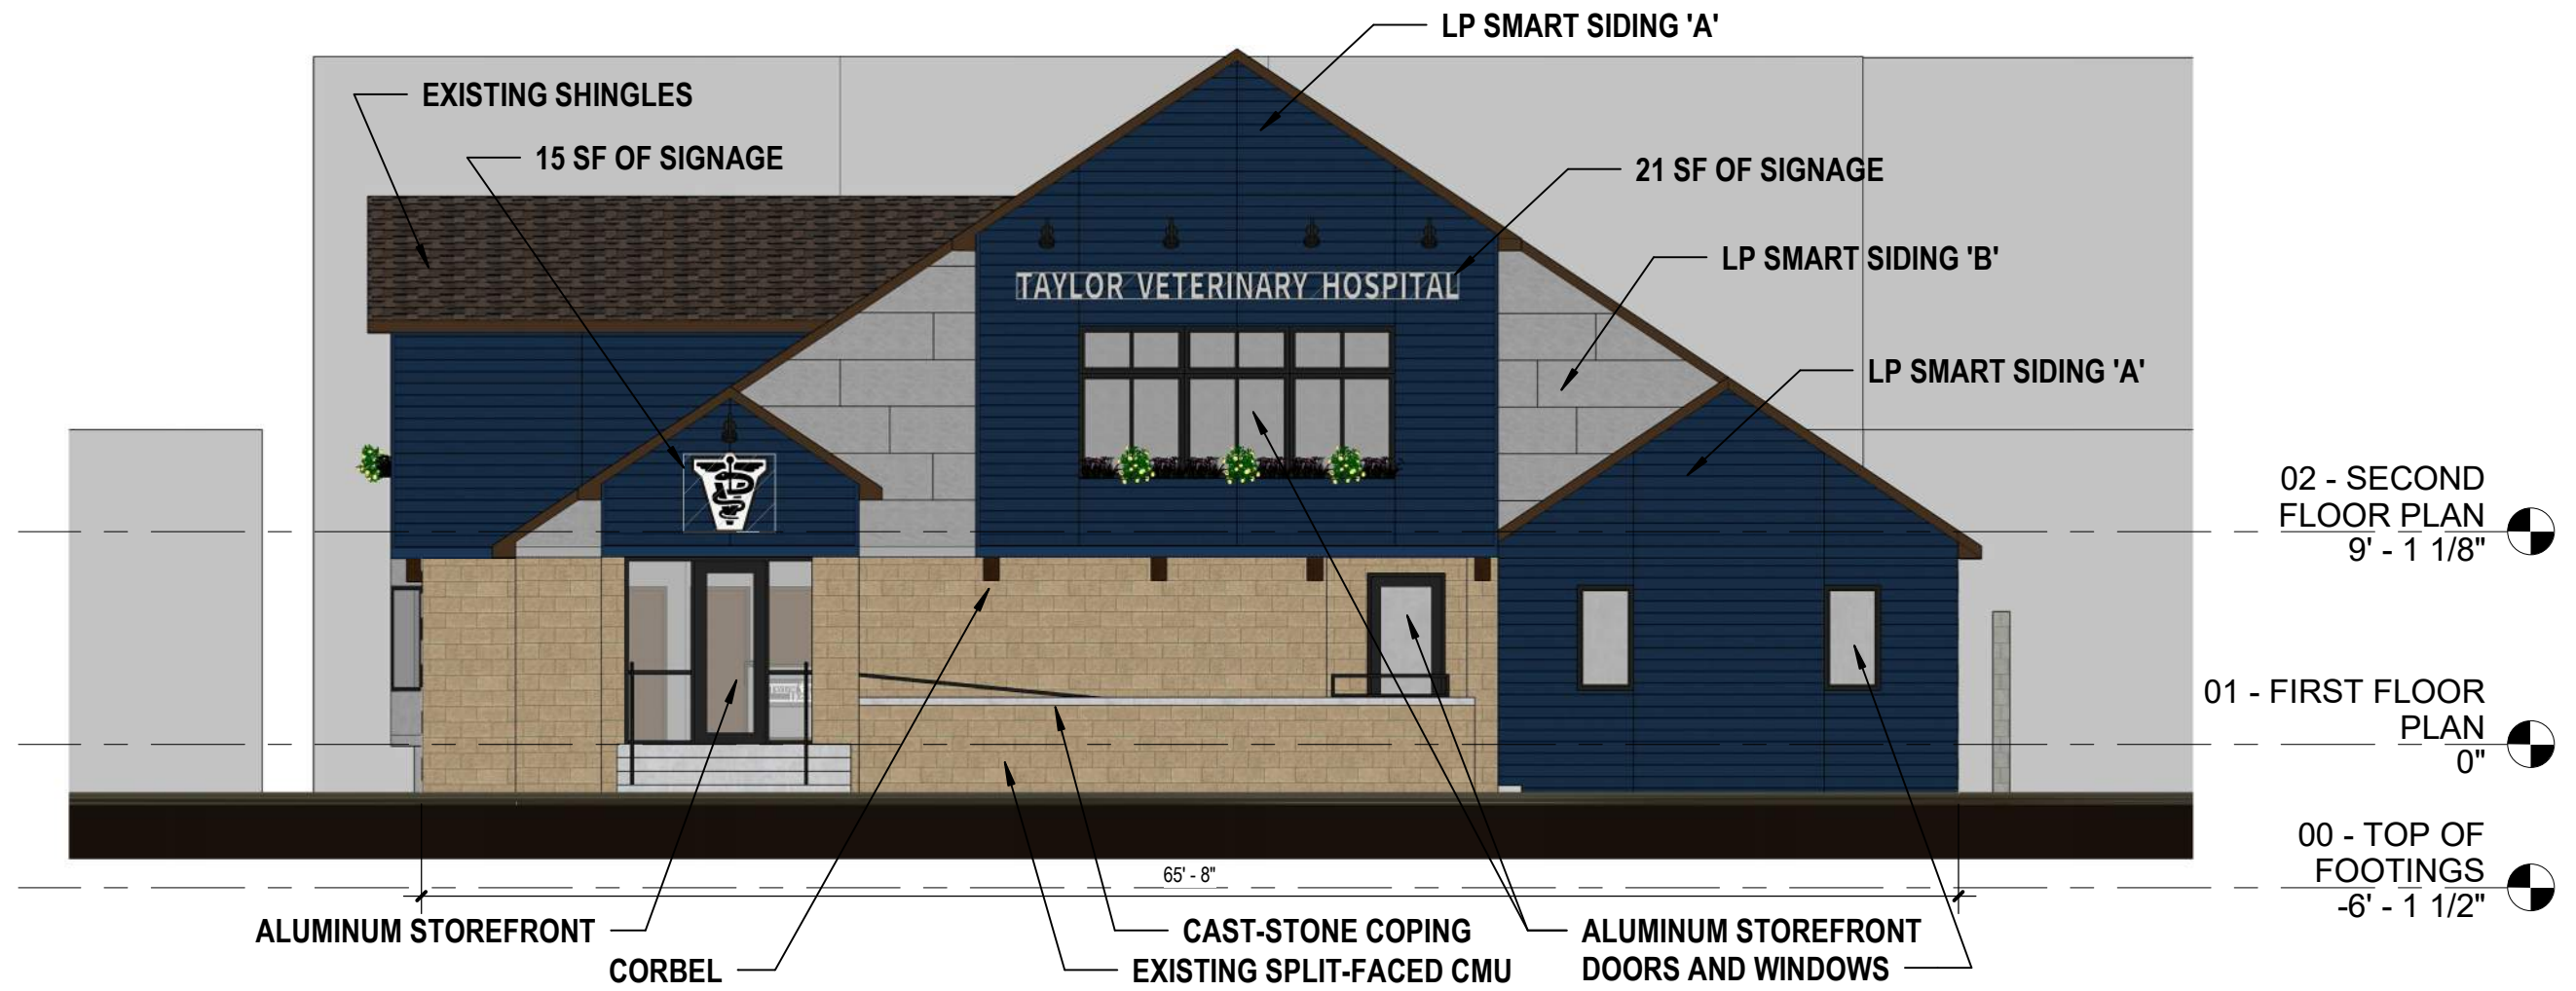 LP SMART SIDING 'A'
EXISTING SHINGLES
15 SF OF SIGNAGE
21 SF OF SIGNAGE
LP SMART SIDING 'B'
TAYLOR VETERINARY HOSPITAL
LP SMART SIDING 'A'
02 - SECOND
FLOOR PLAN
9' - 1 1/8"
01 - FIRST FLOOR
PLAN
0"
00 - TOP OF
FOOTINGS
-6' - 1 1/2"
65' - 8"
ALUMINUM STOREFRONT
CORBEL
CAST-STONE COPING
EXISTING SPLIT-FACED CMU
ALUMINUM STOREFRONT
DOORS AND WINDOWS